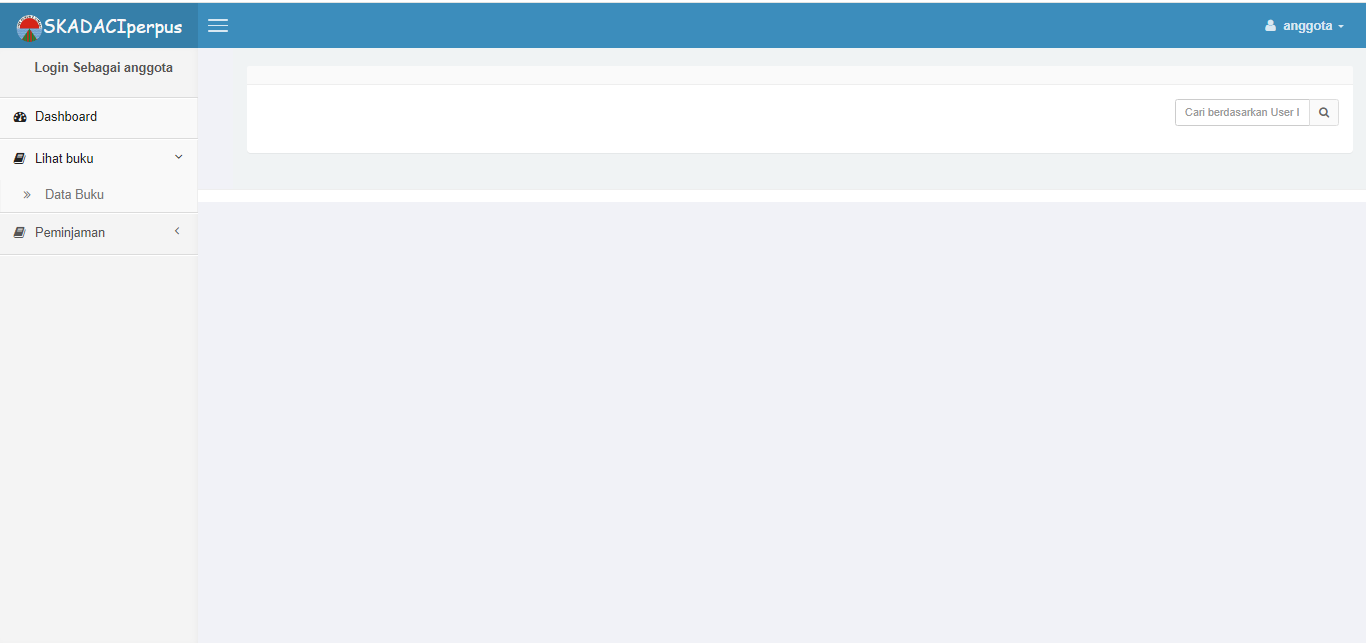 SKADACIperpus
anggota
Login Sebagai anggota
Dashboard
Lihat buku
Data Buku
Peminjaman
Cari berdasarkan User I